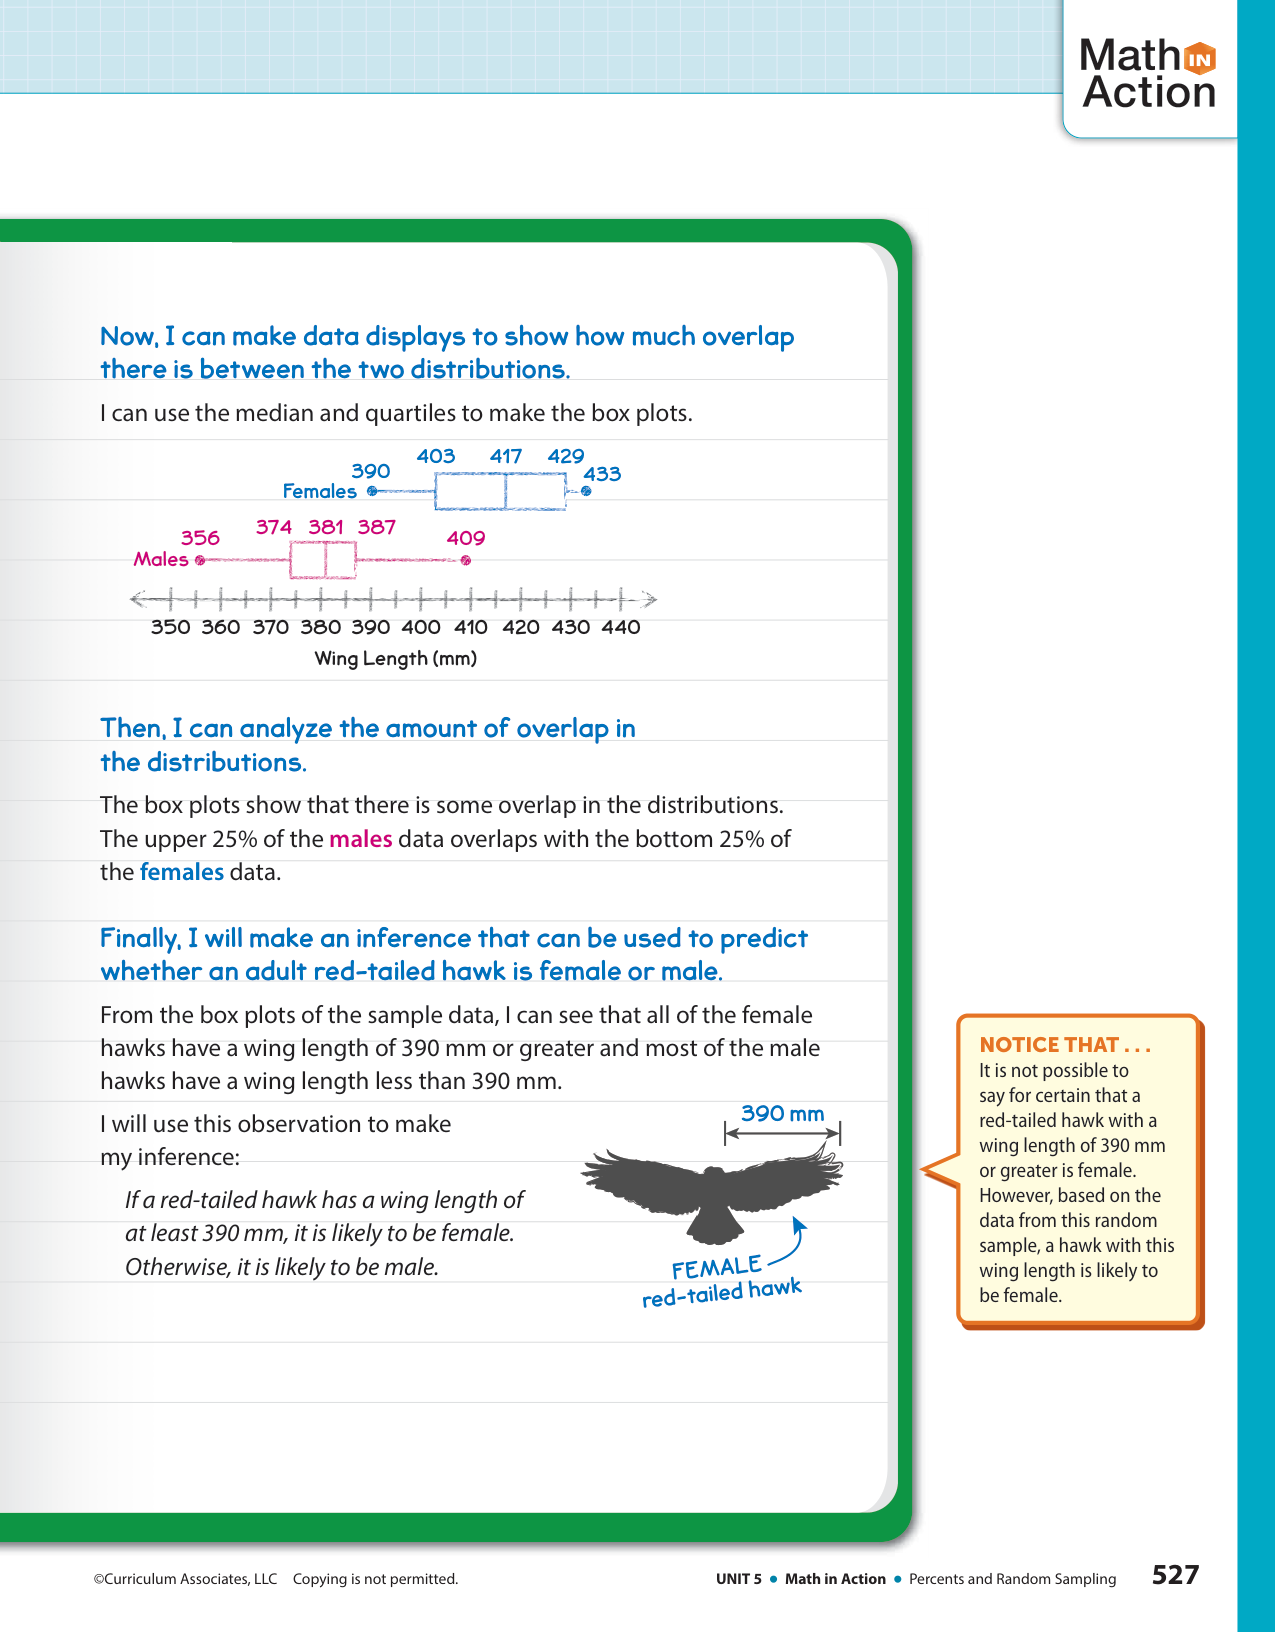 Math IN
Action
Now, I can make data displays to show how much overlap
there is between the two distributions.
I can use the median and quartiles to make the box plots.
403 417 429
390 433
Females
374 381 387
356 409
Males
350 360 370 380 390 400 410 420 430 440
Wing Length (mm)
Then, I can analyze the amount of overlap in
the distributions.
The box plots show that there is some overlap in the distributions.
The upper 25% of the males data overlaps with the bottom 25% of
the females data.
Finally, I will make an inference that can be used to predict
whether an adult red-tailed hawk is female or male.
From the box plots of the sample data, I can see that all of the female
hawks have a wing length of 390 mm or greater and most of the male
hawks have a wing length less than 390 mm.
I will use this observation to make
my inference:
If a red-tailed hawk has a wing length of
at least 390 mm, it is likely to be female.
Otherwise, it is likely to be male.
390 mm
FEMALE
red-tailed hawk
NOTICE THAT . . .
It is not possible to
say for certain that a
red-tailed hawk with a
wing length of 390 mm
or greater is female.
However, based on the
data from this random
sample, a hawk with this
wing length is likely to
be female.
©Curriculum Associates, LLC Copying is not permitted.
UNIT 5 • Math in Action • Percents and Random Sampling 527